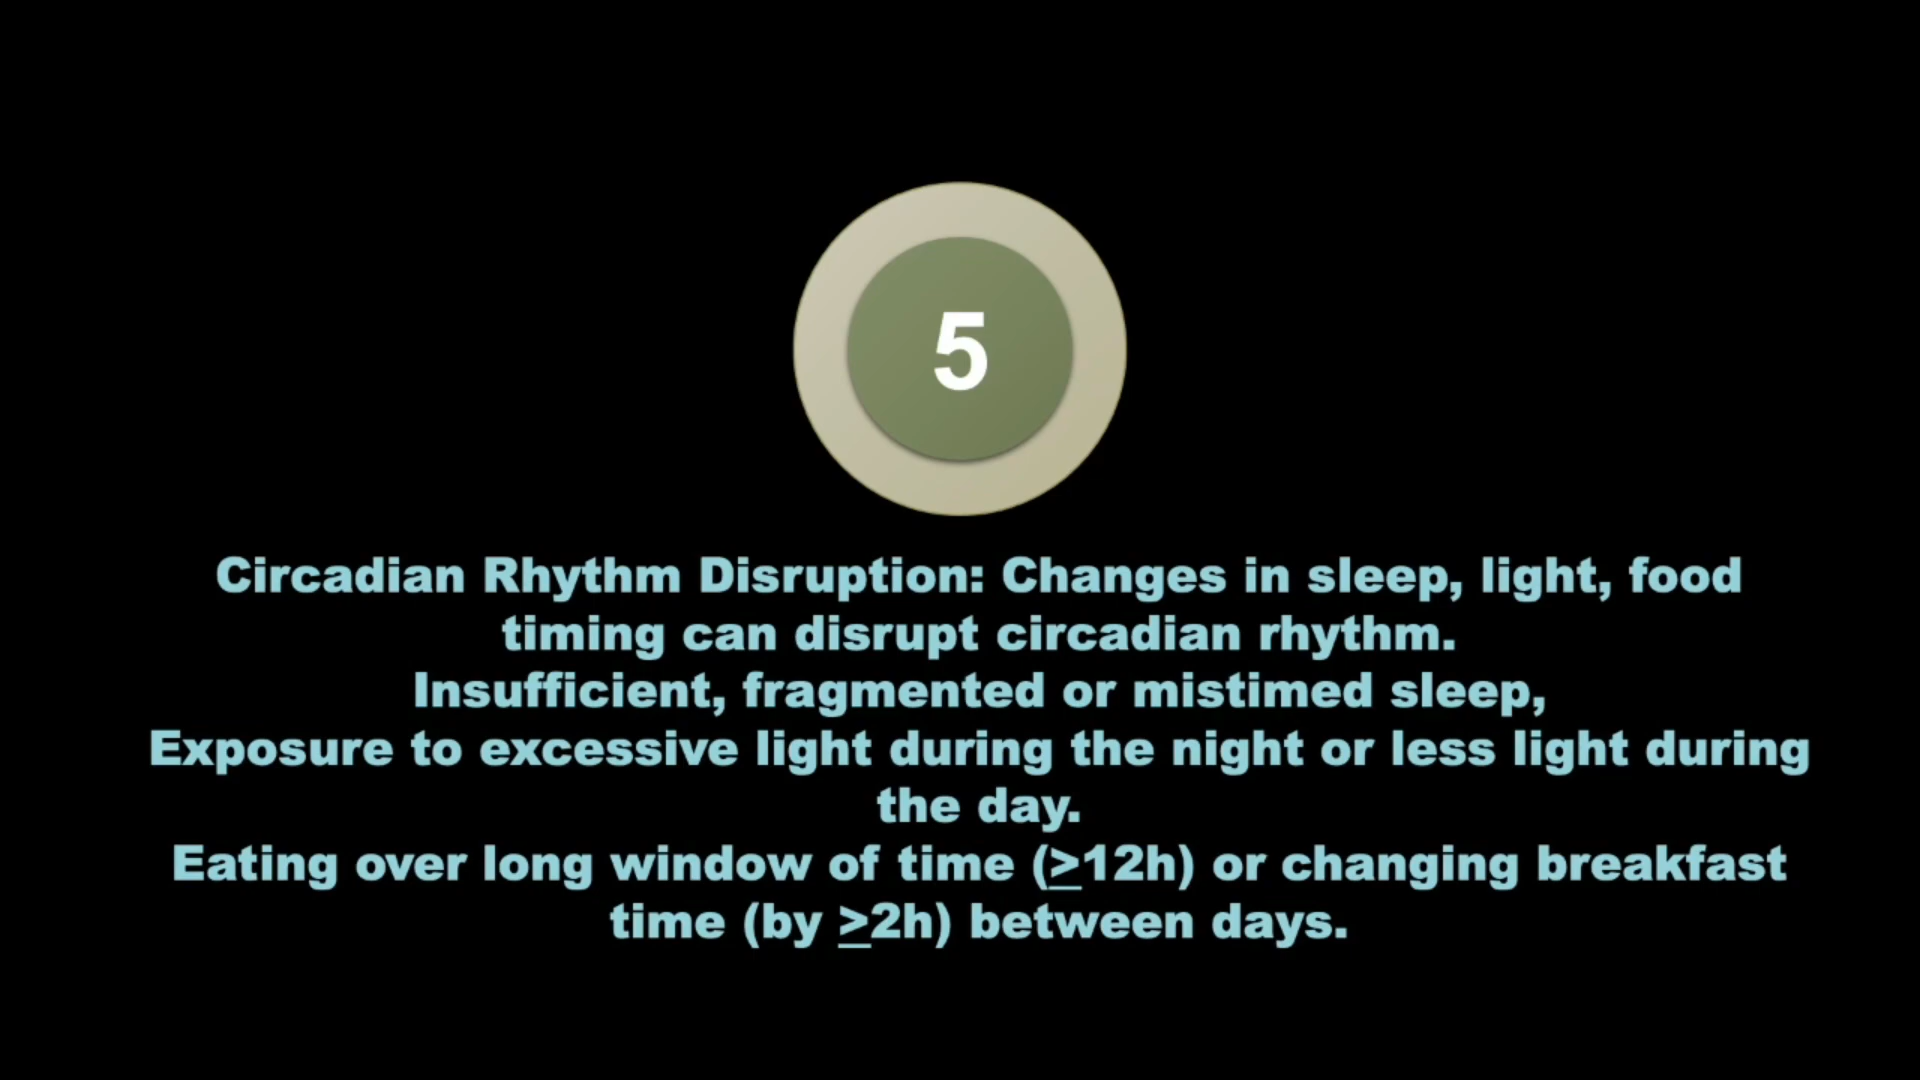 5
Circadian Rhythm Disruption: Changes in sleep, light, food
timing can disrupt circadian rhythm.
Insufficient, fragmented or mistimed sleep,
Exposure to excessive light during the night or less light during
the day.
Eating over long window of time (≥12h) or changing breakfast
time (by ≥2h) between days.